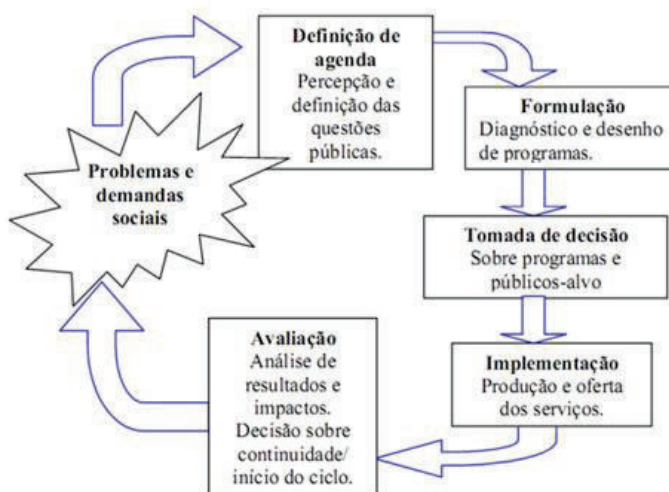 Definição de
agenda
Percepção e
definição das
questões
públicas.
Formulação
Diagnóstico e desenho
de programas.
Problemas e
demandas
sociais
Tomada de decisão
Sobre programas e
públicos-alvo
Implementação
Produção e oferta
dos serviços.
Avaliação
Análise de
resultados e
impactos.
Decisão sobre
continuidade/
início do ciclo.